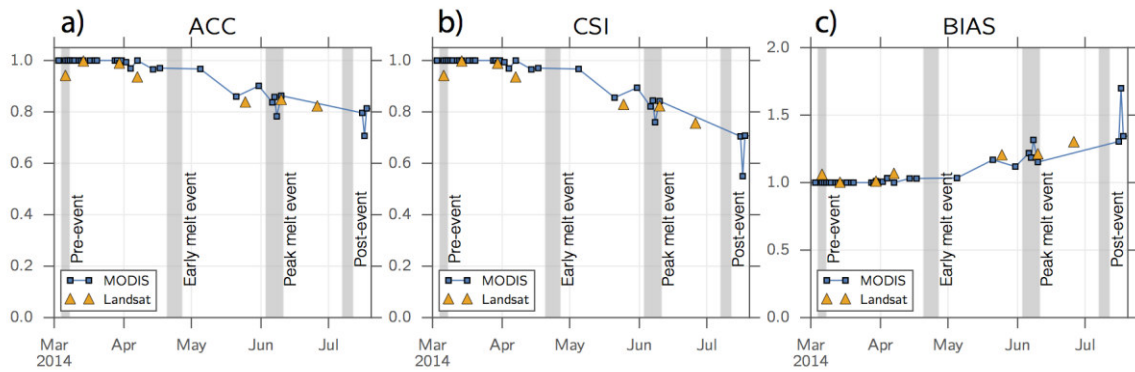 a) ACC
1.0
0.8
0.6
0.4
0.2
0.0
Pre-event
Early melt event
Peak melt event
Post-event
MODIS
Landsat
Mar Apr May Jun Jul
2014
b) CSI
1.0
0.8
0.6
0.4
0.2
0.0
Pre-event
Early melt event
Peak melt event
Post-event
MODIS
Landsat
Mar Apr May Jun Jul
2014
c) BIAS
2.0
1.5
1.0
0.5
0.0
Pre-event
Early melt event
Peak melt event
Post-event
MODIS
Landsat
Mar Apr May Jun Jul
2014